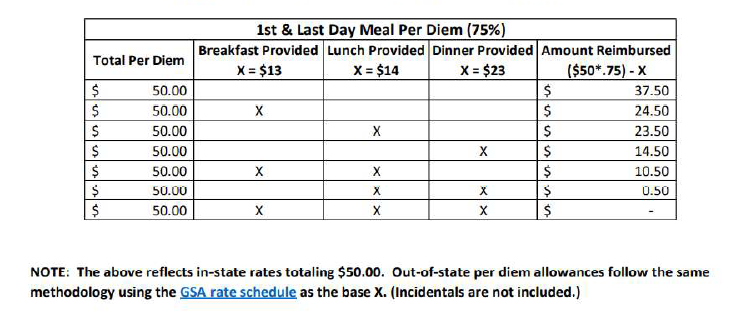 1st & Last Day Meal Per Diem (75%)
Total Per Diem Breakfast Provided Lunch Provided Dinner Provided Amount Reimbursed
X = $13 X = $14 X = $23 ($50*.75) - X
$ 50.00 $ 37.50
$ 50.00 X $ 24.50
$ 50.00 X $ 23.50
$ 50.00 X $ 14.50
$ 50.00 X X $ 10.50
$ 50.00 X X $ 0.50
$ 50.00 X X X $ -
NOTE: The above reflects in-state rates totaling $50.00. Out-of-state per diem allowances follow the same
methodology using the GSA rate schedule as the base X. (Incidentals are not included.)